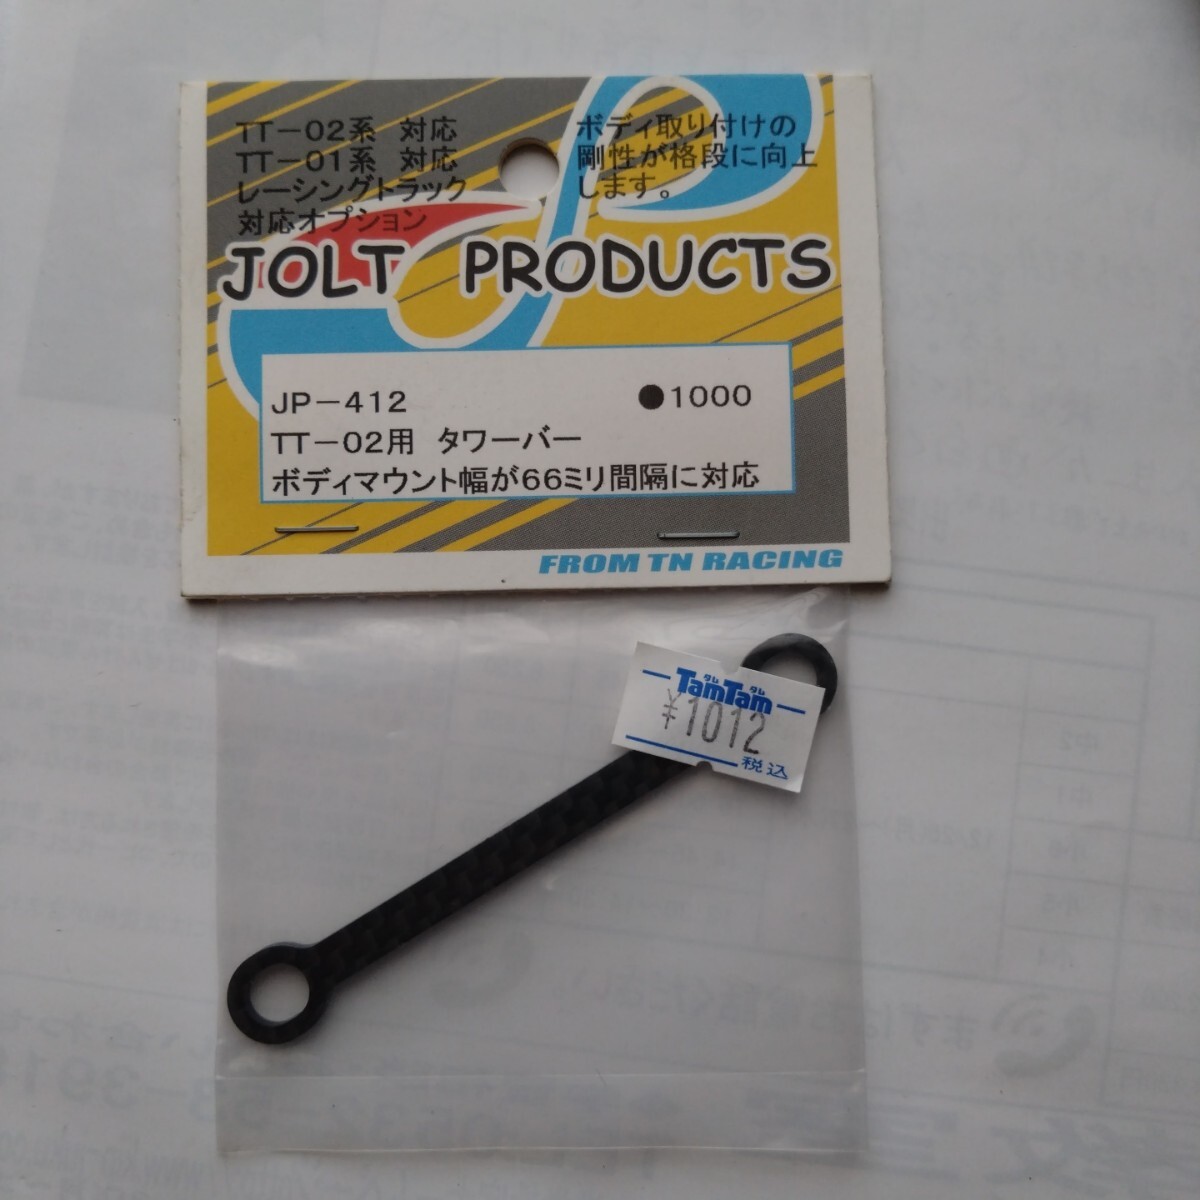 TT-02系 対応
TT-01系 対応
レーシングトラック
対応オプション
ボディ取り付けの
剛性が格段に向上
します。
JOLT PRODUCTS
JP-412 ●1000
TT-02用 タワーバー
ボディマウント幅が66ミリ間隔に対応
FROM TN RACING
タム タム
TamTam
¥1012
税込